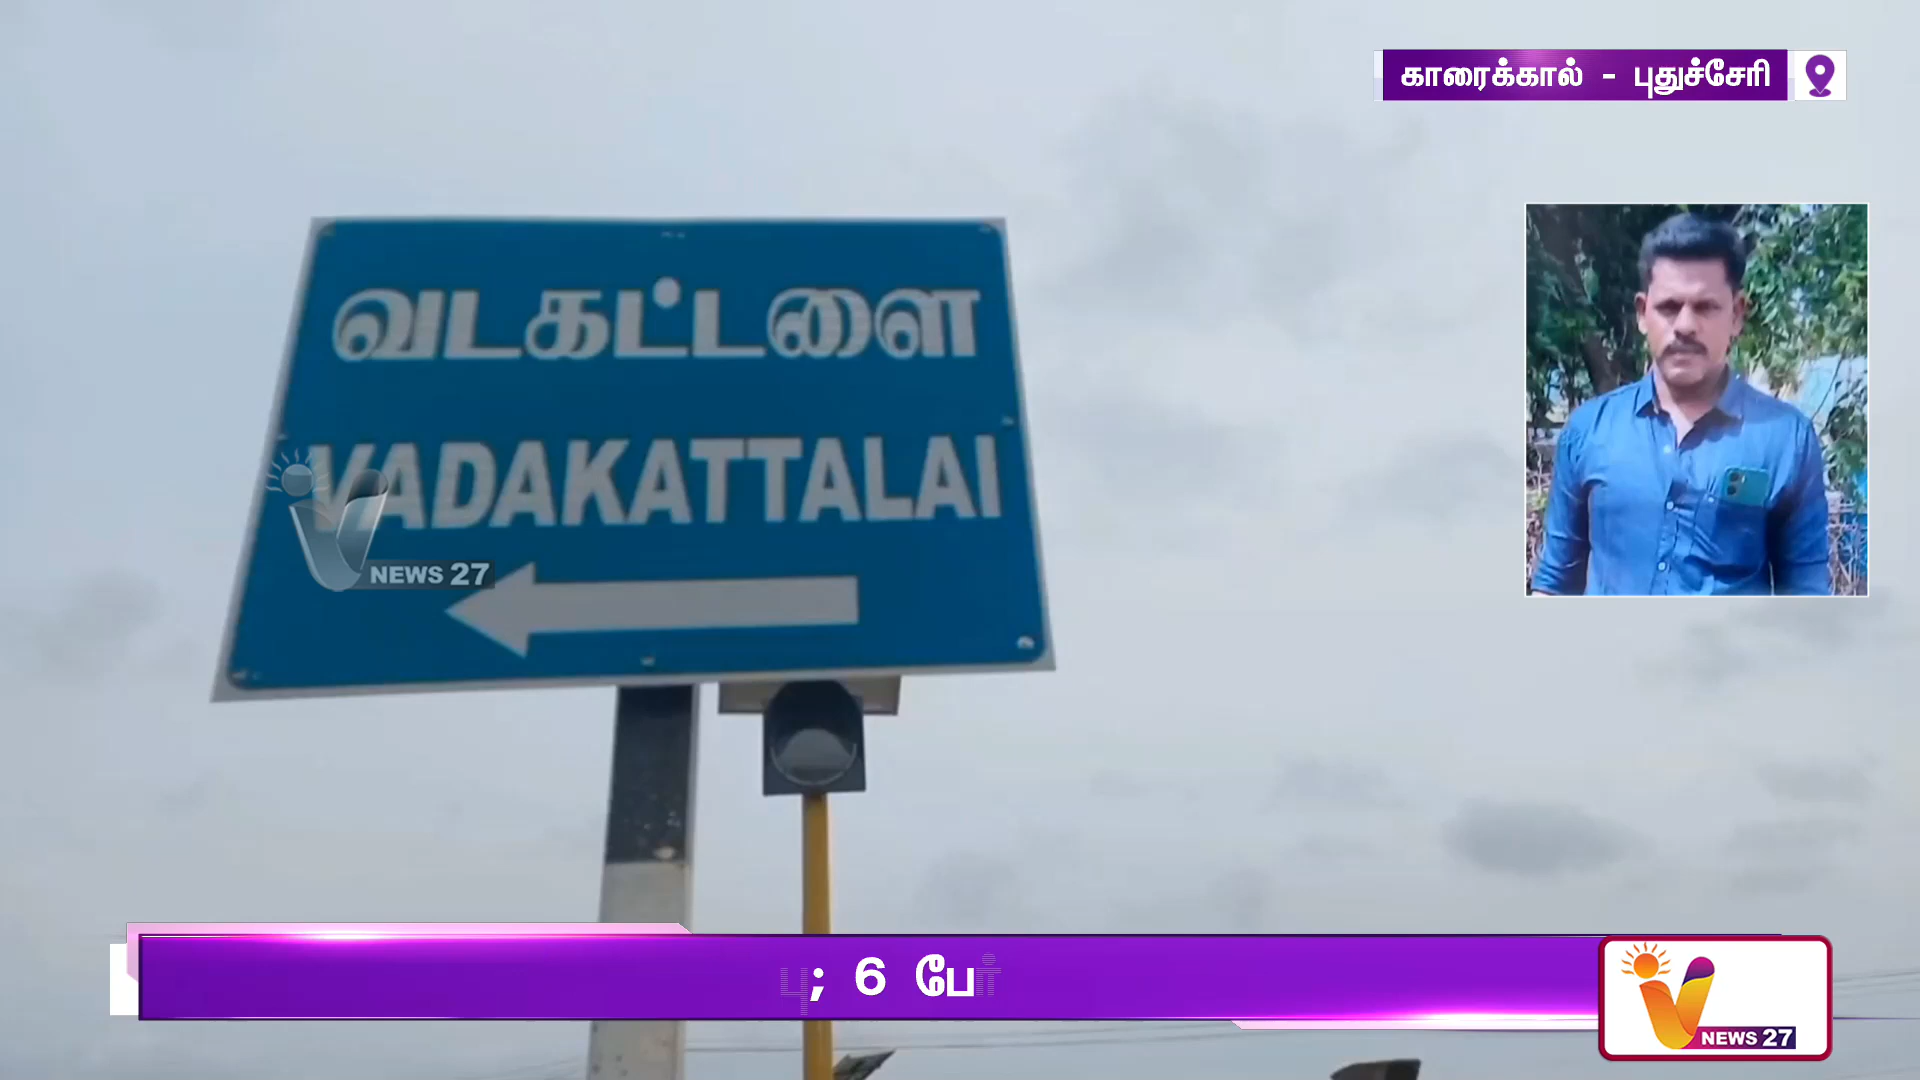 காரைக்கால் - புதுச்சேரி
வடகட்டளை
VADAKATTALAI
NEWS 27
; 6 பேர்
NEWS 27